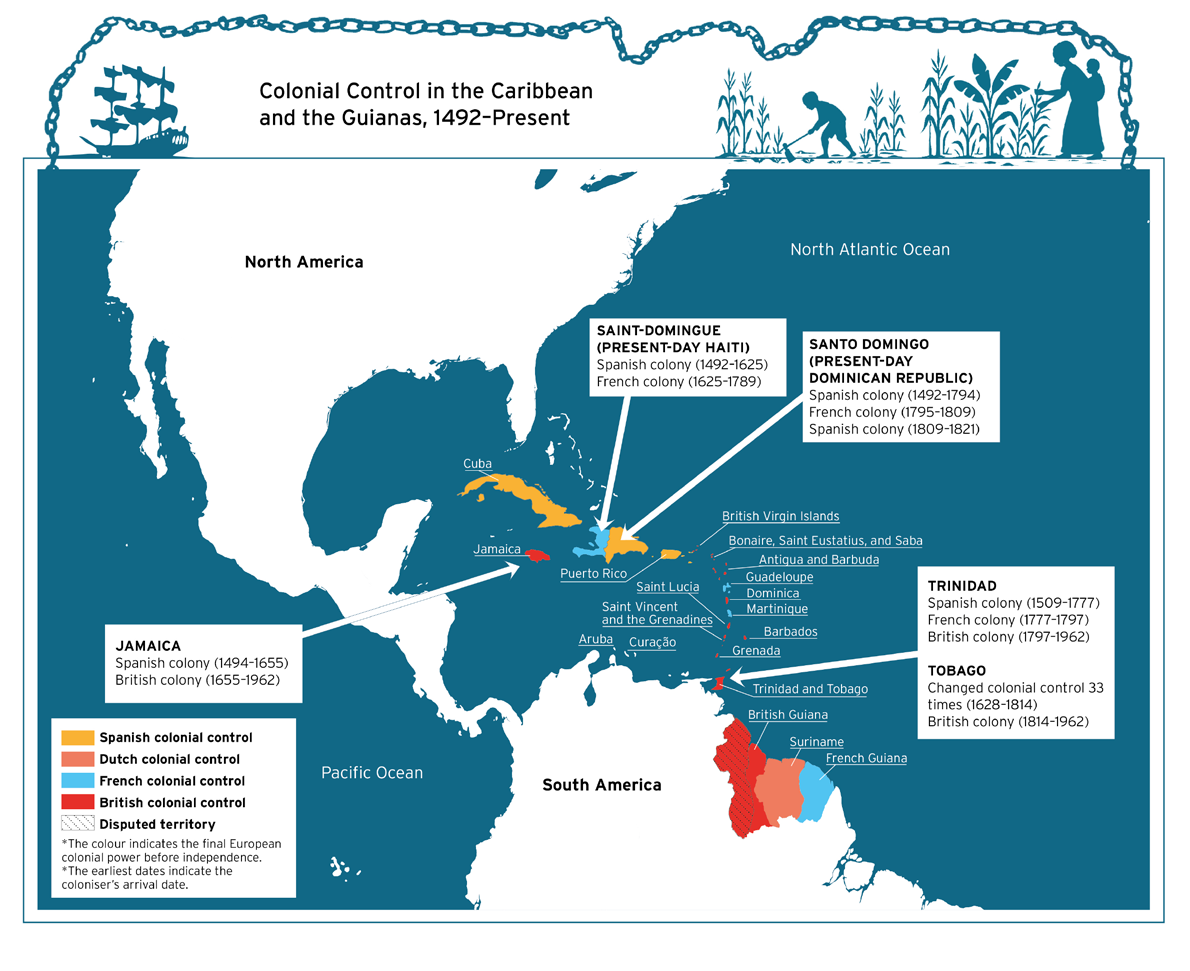 Colonial Control in the Caribbean
and the Guianas, 1492–Present
North America
North Atlantic Ocean
SAINT-DOMINGUE
(PRESENT-DAY HAITI)
Spanish colony (1492–1625)
French colony (1625–1789)
SANTO DOMINGO
(PRESENT-DAY
DOMINICAN REPUBLIC)
Spanish colony (1492–1794)
French colony (1795–1809)
Spanish colony (1809–1821)
Cuba
Jamaica
Puerto Rico
British Virgin Islands
Bonaire, Saint Eustatius, and Saba
Antigua and Barbuda
Guadeloupe
Saint Lucia
Dominica
Martinique
Saint Vincent
and the Grenadines
Barbados
Aruba
Curaçao
Grenada
Trinidad and Tobago
TRINIDAD
Spanish colony (1509–1777)
French colony (1777–1797)
British colony (1797–1962)
TOBAGO
Changed colonial control 33
times (1628–1814)
British colony (1814–1962)
JAMAICA
Spanish colony (1494–1655)
British colony (1655–1962)
British Guiana
Suriname
French Guiana
South America
Pacific Ocean
Spanish colonial control
Dutch colonial control
French colonial control
British colonial control
Disputed territory
*The colour indicates the final European
colonial power before independence.
*The earliest dates indicate the
coloniser's arrival date.